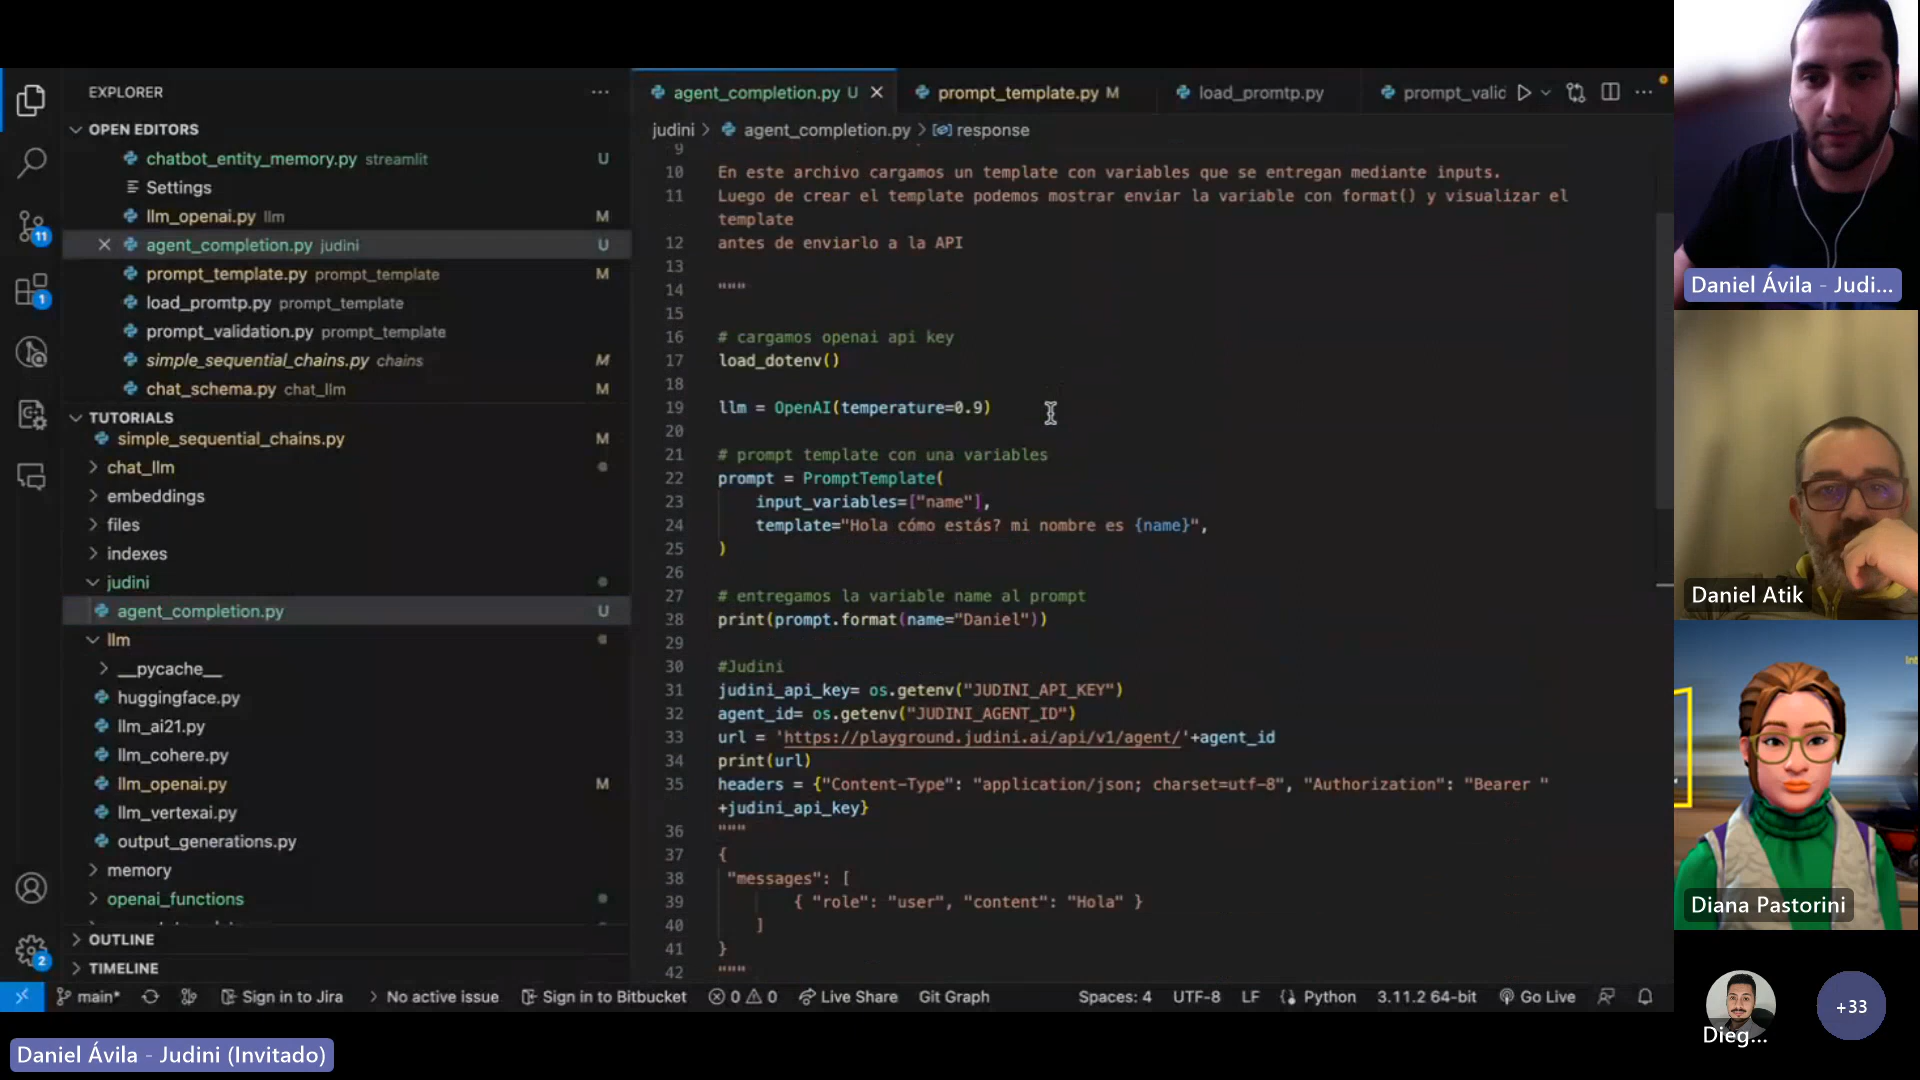 EXPLORER
OPEN EDITORS
chatbot_entity_memory.py streamlit U
Settings
llm_openai.py llm M
agent_completion.py judini U
prompt_template.py prompt_template M
load_promtp.py prompt_template
prompt_validation.py prompt_template
simple_sequential_chains.py chains M
chat_schema.py chat_llm M
TUTORIALS
simple_sequential_chains.py M
chat_llm
embeddings
files
indexes
judini
agent_completion.py U
llm
__pycache__
huggingface.py
llm_ai21.py
llm_cohere.py
llm_openai.py M
llm_vertexai.py
output_generations.py
memory
openai_functions
OUTLINE
TIMELINE
11
1
2
agent_completion.py U
prompt_template.py M
load_promtp.py
prompt_valid
judini > agent_completion.py > response
9
10 En este archivo cargamos un template con variables que se entregan mediante inputs.
11 Luego de crear el template podemos mostrar enviar la variable con format() y visualizar el
template
12 antes de enviarlo a la API
13
14 """
15
16 # cargamos openai api key
17 load_dotenv()
18
19 llm = OpenAI(temperature=0.9)
20
21 # prompt template con una variables
22 prompt = PromptTemplate(
23 input_variables=["name"],
24 template="Hola cómo estás? mi nombre es {name}",
25 )
26
27 # entregamos la variable name al prompt
28 print(prompt.format(name="Daniel"))
29
30 #Judini
31 judini_api_key= os.getenv("JUDINI_API_KEY")
32 agent_id= os.getenv("JUDINI_AGENT_ID")
33 url = 'https://playground.judini.ai/api/v1/agent/'+agent_id
34 print(url)
35 headers = {"Content-Type": "application/json; charset=utf-8", "Authorization": "Bearer "
+judini_api_key}
36 """
37 {
38 "messages": [
39 { "role": "user", "content": "Hola" }
40 ]
41 }
42 """
main* Sign in to Jira No active issue Sign in to Bitbucket 0 0 Live Share Git Graph Spaces: 4 UTF-8 LF Python 3.11.2 64-bit Go Live
Daniel Ávila - Judini (Invitado)
Daniel Ávila - Judi...
Daniel Atik
Diana Pastorini
Dieg...
+33